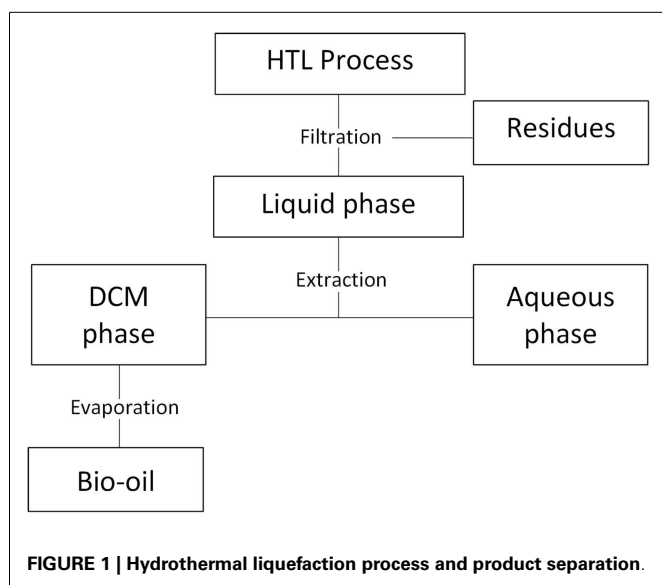 HTL Process
Filtration
Residues
Liquid phase
Extraction
DCM
phase
Aqueous
phase
Evaporation
Bio-oil
FIGURE 1 | Hydrothermal liquefaction process and product separation.